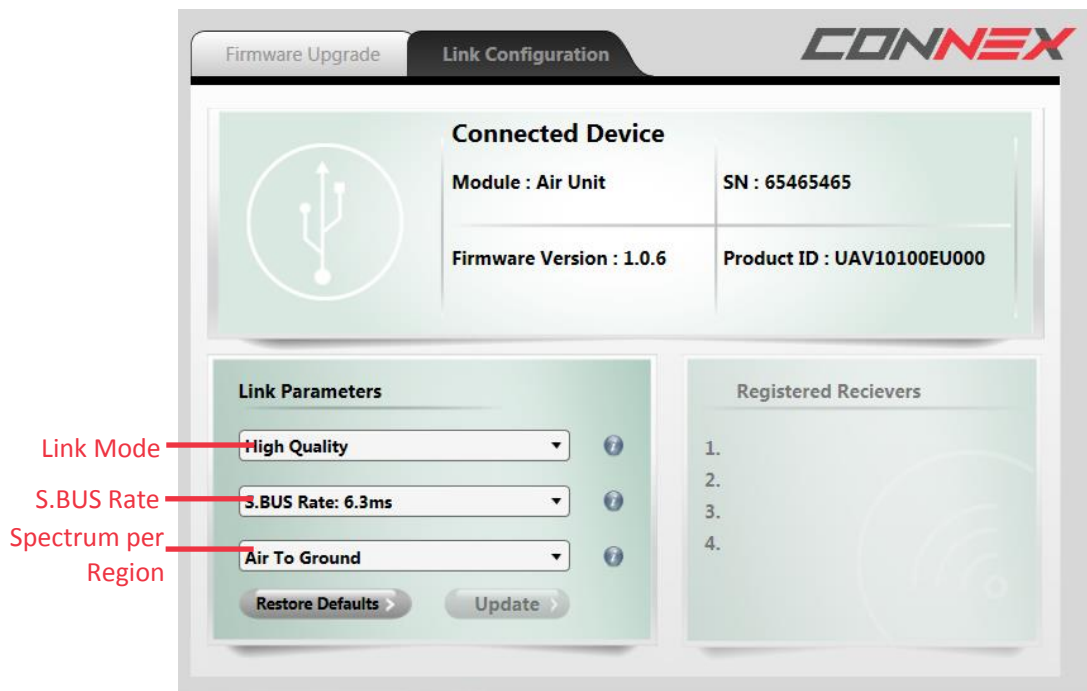 Firmware Upgrade
Link Configuration
CONNEX
Connected Device
Module : Air Unit
SN : 65465465
Firmware Version : 1.0.6
Product ID : UAV10100EU000
Link Parameters
Registered Recievers
Link Mode
High Quality
1.
2.
S.BUS Rate
S.BUS Rate: 6.3ms
3.
Spectrum per
Region
Air To Ground
4.
Restore Defaults
Update